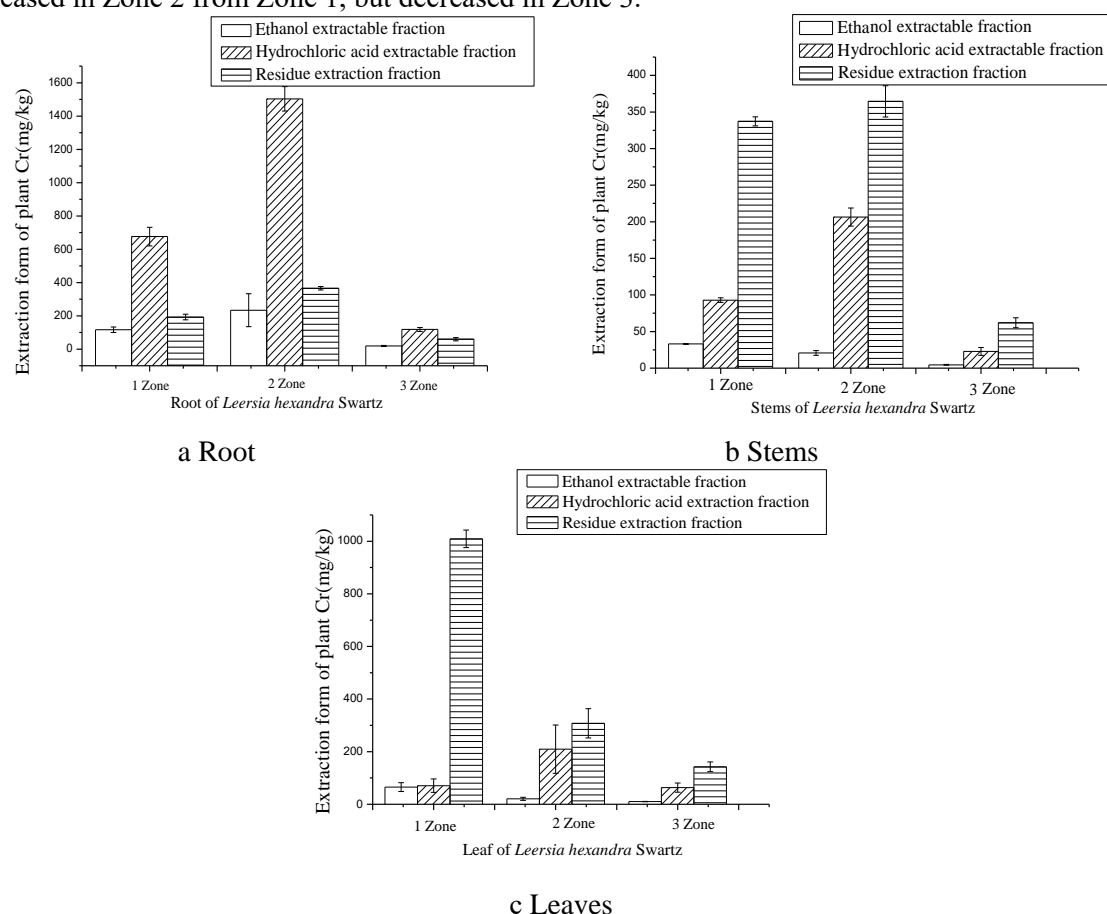 eased in Zone 2 from Zone 1, but decreased in Zone 3.
Ethanol extractable fraction
Hydrochloric acid extractable fraction
Residue extraction fraction
Extraction form of plant Cr(mg/kg)
1600
1400
1200
1000
800
600
400
200
0
1 Zone 2 Zone 3 Zone
Root of Leersia hexandra Swartz
a Root
Ethanol extractable fraction
Hydrochloric acid extractable fraction
Residue extraction fraction
Extraction form of plant Cr(mg/kg)
400
350
300
250
200
150
100
50
0
1 Zone 2 Zone 3 Zone
Stems of Leersia hexandra Swartz
b Stems
Ethanol extractable fraction
Hydrochloric acid extraction fraction
Residue extraction fraction
Extraction form of plant Cr(mg/kg)
1000
800
600
400
200
0
1 Zone 2 Zone 3 Zone
Leaf of Leersia hexandra Swartz
c Leaves